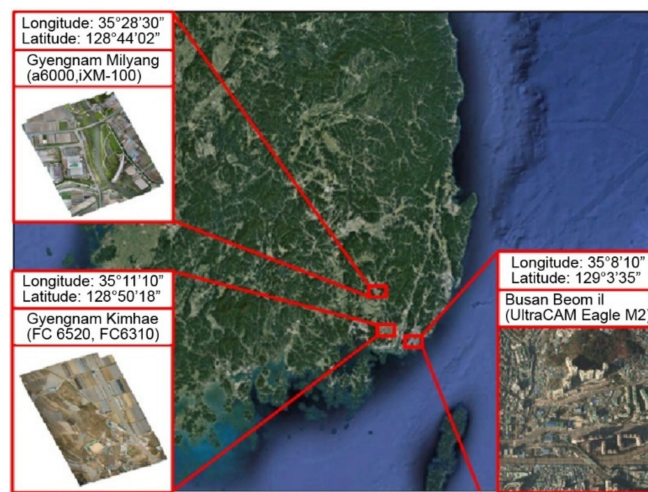 Longitude: 35°28'30”
Latitude: 128°44'02”
Gyengnam Milyang
(a6000,iXM-100)
Longitude: 35°11'10”
Latitude: 128°50'18”
Gyengnam Kimhae
(FC 6520, FC6310)
Longitude: 35°8'10”
Latitude: 129°3'35”
Busan Beom il
(UltraCAM Eagle M2)